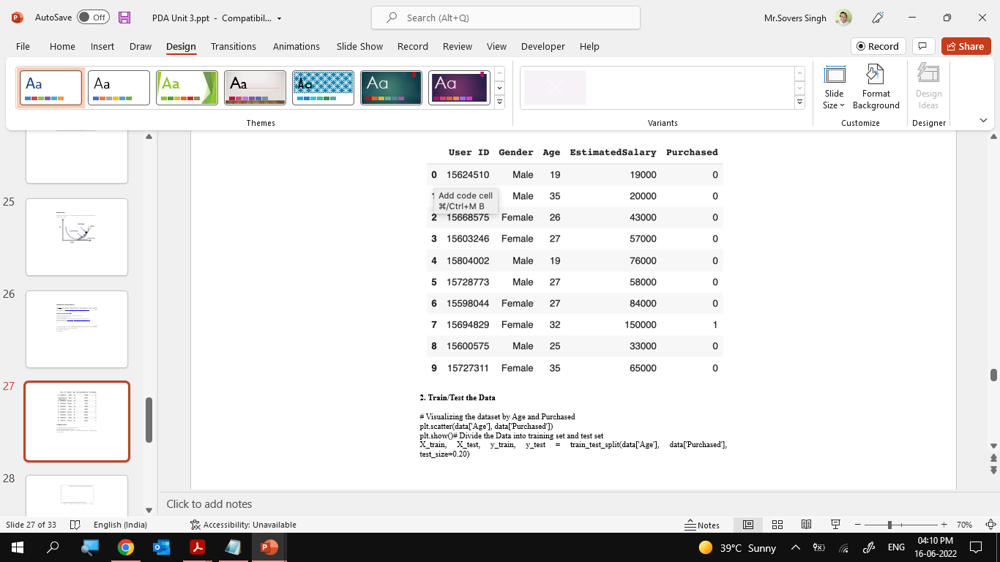 AutoSave Off PDA Unit 3.ppt - Compatibil... Search (Alt+Q) Mr.Sovers Singh
File Home Insert Draw Design Transitions Animations Slide Show Record Review View Developer Help Record Share
Aa Aa Aa Aa Aa Aa Aa
Slide Size Format Background Design Ideas
Themes Variants Customize Designer
User ID Gender Age EstimatedSalary Purchased
0 15624510 Male 19 19000 0
Male 35 20000 0
Add code cell
⌘/Ctrl+M B
2 15668575 Female 26 43000 0
3 15603246 Female 27 57000 0
4 15804002 Male 19 76000 0
5 15728773 Male 27 58000 0
6 15598044 Female 27 84000 0
7 15694829 Female 32 150000 1
8 15600575 Male 25 33000 0
9 15727311 Female 35 65000 0
2. Train/Test the Data
# Visualizing the dataset by Age and Purchased
plt.scatter(data['Age'], data['Purchased'])
plt.show()# Divide the Data into training set and test set
X_train, X_test, y_train, y_test = train_test_split(data['Age'], data['Purchased'],
test_size=0.20)
25
26
27
28
Click to add notes
Slide 27 of 33 English (India) Accessibility: Unavailable Notes 70%
39°C Sunny ENG 04:10 PM
16-06-2022